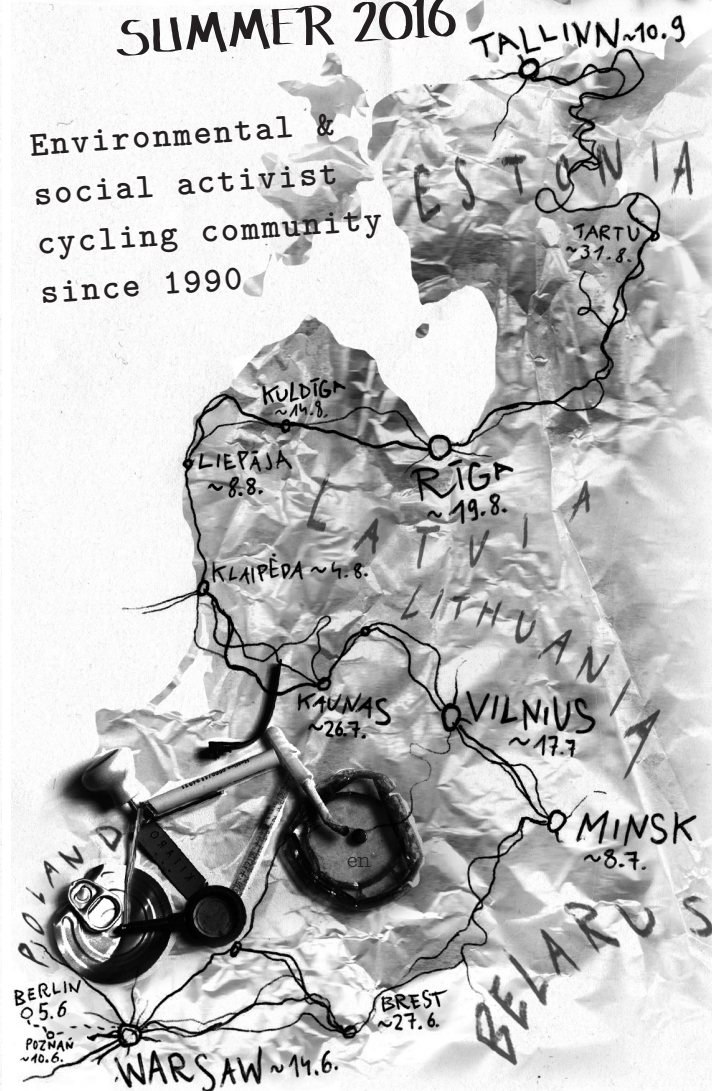 SUMMER 2016
TALLINN ~10.9
Environmental &
social activist
cycling community
since 1990
ESTONIA
TARTU
~31.8.
KULDĪGA
~14.8.
LIEPĀJA
~8.8.
RĪGA
~19.8.
LATVIA
KLAIPĖDA ~4.8.
LITHUANIA
KAUNAS
~26.7.
VILNIUS
~17.7
MINSK
~8.7.
en
POLAND
BELARUS
BERLIN
5.6
POZNAŃ
~10.6.
BREST
~27.6.
WARSAW ~14.6.